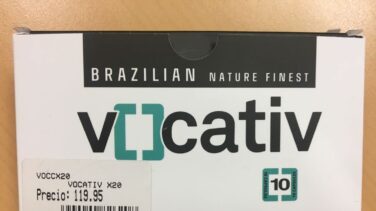 BRAZILIAN NATURE FINEST
v[]cativ
VOCCX20
VOCATIV X20
Precio: 119.95
10